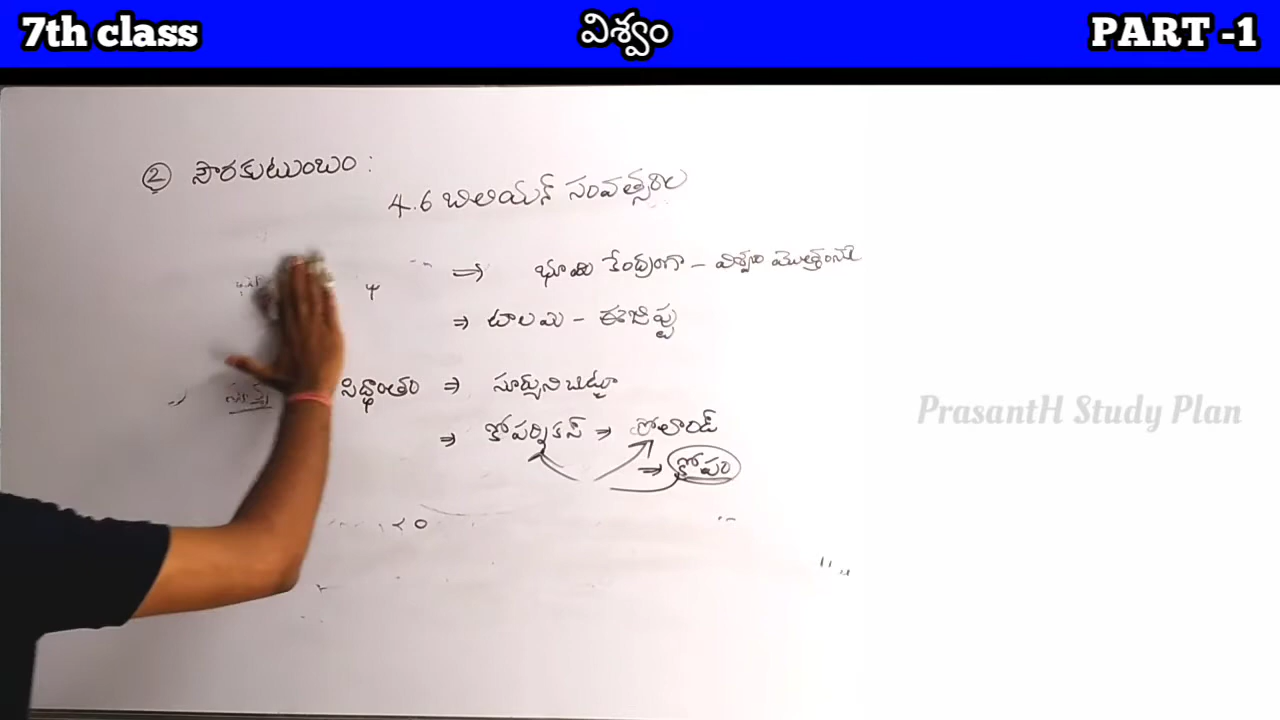 7th class
విశ్వం
PART -1
② సౌరకుటుంబం :
4.6 బిలియన్ సంవత్సరాల
⇒ భూమి కేంద్రంగా - విశ్వం మొత్తం
⇒ టాలమి - ఈజిప్టు
సిద్ధాంతం ⇒ సూర్యుని చుట్టూ
⇒ కోపర్నికస్ ⇒ పోలాండ్
⇒ కోపం
PrasantH Study Plan